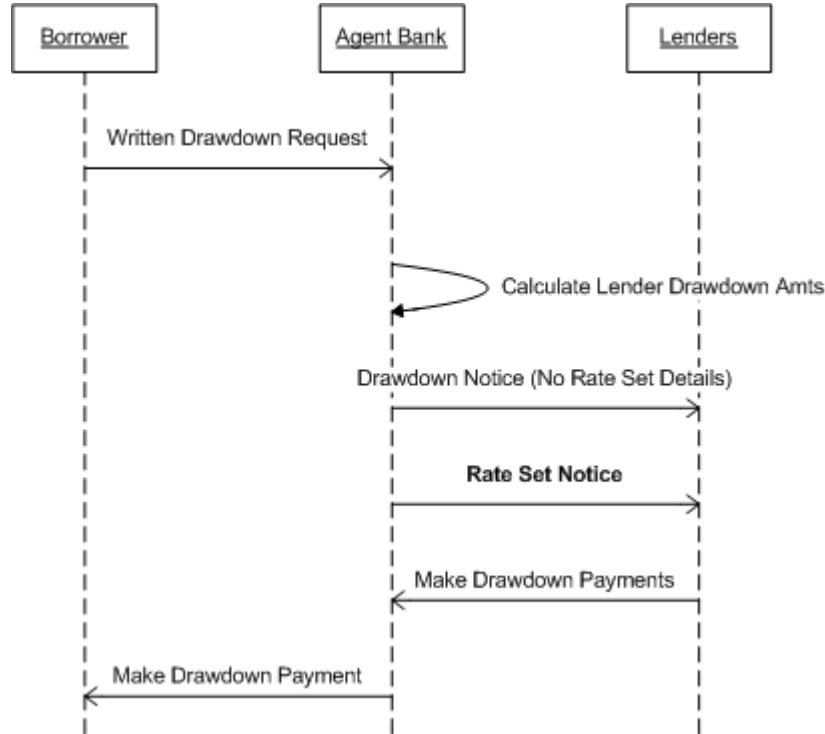 Borrower
Agent Bank
Lenders
Written Drawdown Request
Calculate Lender Drawdown Amts
Drawdown Notice (No Rate Set Details)
Rate Set Notice
Make Drawdown Payments
Make Drawdown Payment